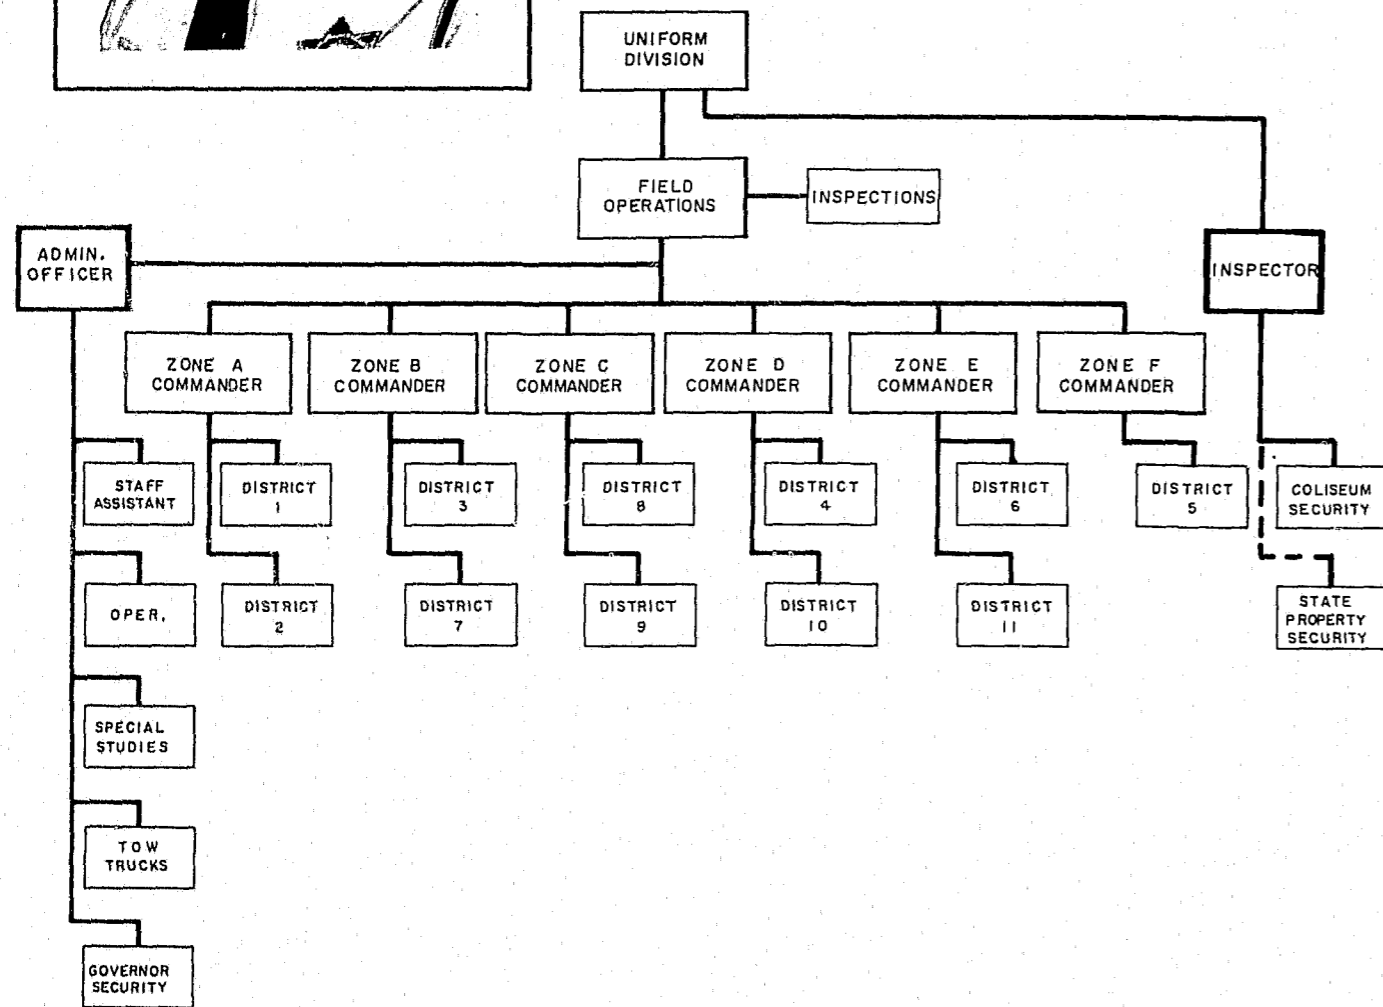 UNIFORM
DIVISION
FIELD
OPERATIONS
INSPECTIONS
ADMIN.
OFFICER
INSPECTOR
ZONE A
COMMANDER
ZONE B
COMMANDER
ZONE C
COMMANDER
ZONE D
COMMANDER
ZONE E
COMMANDER
ZONE F
COMMANDER
STAFF
ASSISTANT
DISTRICT
1
DISTRICT
3
DISTRICT
8
DISTRICT
4
DISTRICT
6
DISTRICT
5
COLISEUM
SECURITY
OPER.
DISTRICT
2
DISTRICT
7
DISTRICT
9
DISTRICT
10
DISTRICT
11
STATE
PROPERTY
SECURITY
SPECIAL
STUDIES
TOW
TRUCKS
GOVERNOR
SECURITY